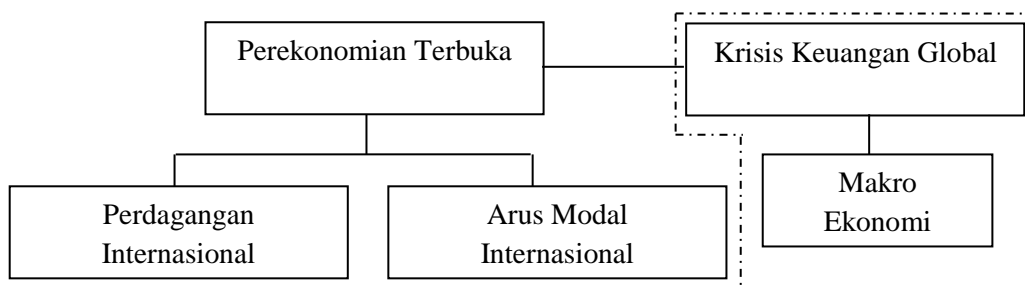 Perekonomian Terbuka
Krisis Keuangan Global
Perdagangan
Internasional
Arus Modal
Internasional
Makro
Ekonomi